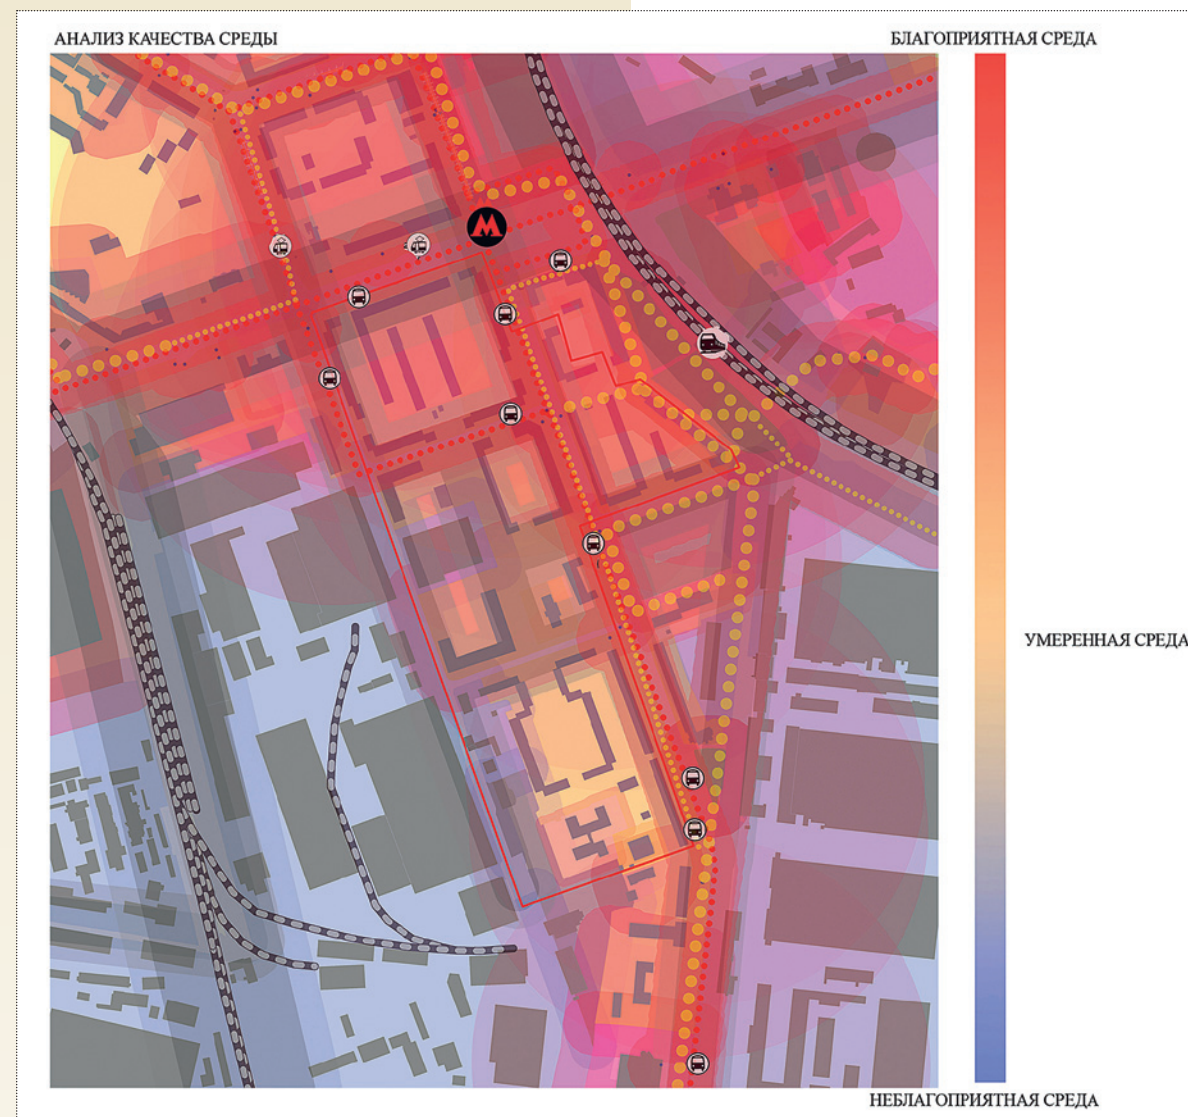 АНАЛИЗ КАЧЕСТВА СРЕДЫ
БЛАГОПРИЯТНАЯ СРЕДА
М
УМЕРЕННАЯ СРЕДА
НЕБЛАГОПРИЯТНАЯ СРЕДА